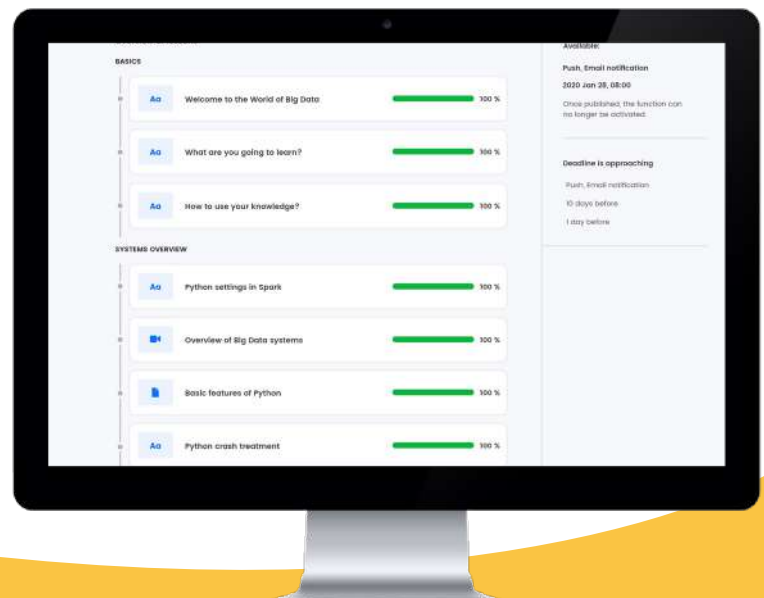 BASICS
Aa Welcome to the World of Big Data 100 %
Aa What are you going to learn? 100 %
Aa How to use your knowledge? 100 %
SYSTEMS OVERVIEW
Aa Python settings in Spark 100 %
Overview of Big Data systems 100 %
Basic features of Python 100 %
Aa Python crash treatment 100 %
Available:
Push, Email notification
2020 Jan 28, 08:00
Once published, the function can
no longer be activated.
Deadline is approaching
Push, Email notification
10 days before
1 day before